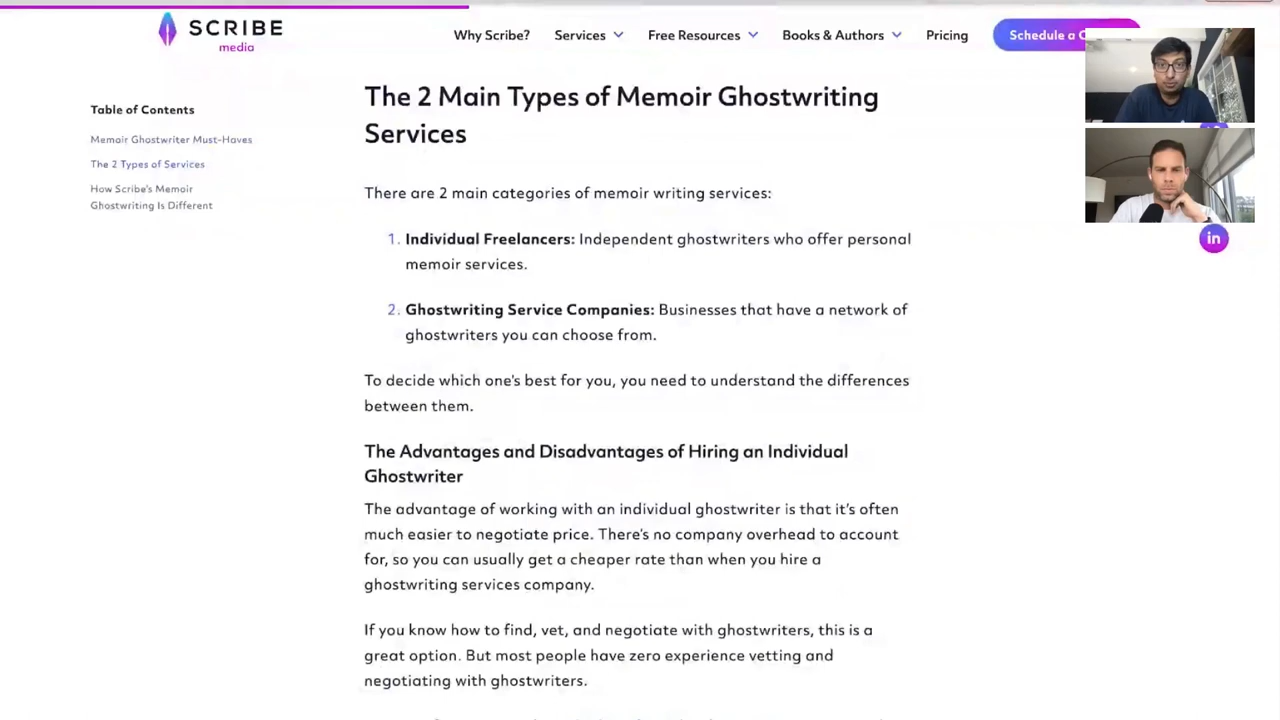 SCRIBE
media
Why Scribe?
Services
Free Resources
Books & Authors
Pricing
Schedule a
Table of Contents
Memoir Ghostwriter Must-Haves
The 2 Types of Services
How Scribe's Memoir
Ghostwriting Is Different
The 2 Main Types of Memoir Ghostwriting
Services
There are 2 main categories of memoir writing services:
1. Individual Freelancers: Independent ghostwriters who offer personal
memoir services.
2. Ghostwriting Service Companies: Businesses that have a network of
ghostwriters you can choose from.
To decide which one's best for you, you need to understand the differences
between them.
The Advantages and Disadvantages of Hiring an Individual
Ghostwriter
The advantage of working with an individual ghostwriter is that it's often
much easier to negotiate price. There's no company overhead to account
for, so you can usually get a cheaper rate than when you hire a
ghostwriting services company.
If you know how to find, vet, and negotiate with ghostwriters, this is a
great option. But most people have zero experience vetting and
negotiating with ghostwriters.
in